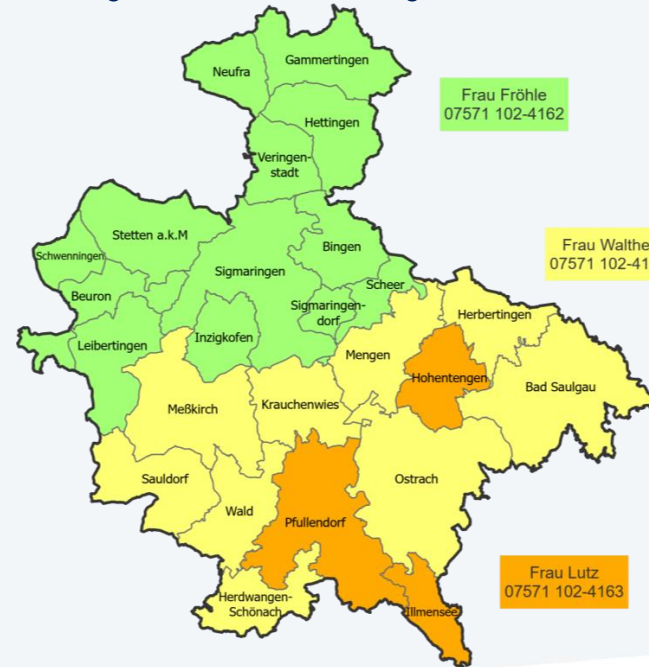 Neufra
Gammertingen
Frau Fröhle
07571 102-4162
Hettingen
Veringen-
stadt
Stetten a.k.M
Bingen
Schwenningen
Sigmaringen
Frau Walthe
07571 102-41
Scheer
Beuron
Sigmaringen-
dorf
Herbertingen
Inzigkofen
Leibertingen
Mengen
Hohentengen
Bad Saulgau
Meßkirch
Krauchenwies
Sauldorf
Ostrach
Wald
Pfullendorf
Frau Lutz
07571 102-4163
Herdwangen-
Schönach
Illmensee